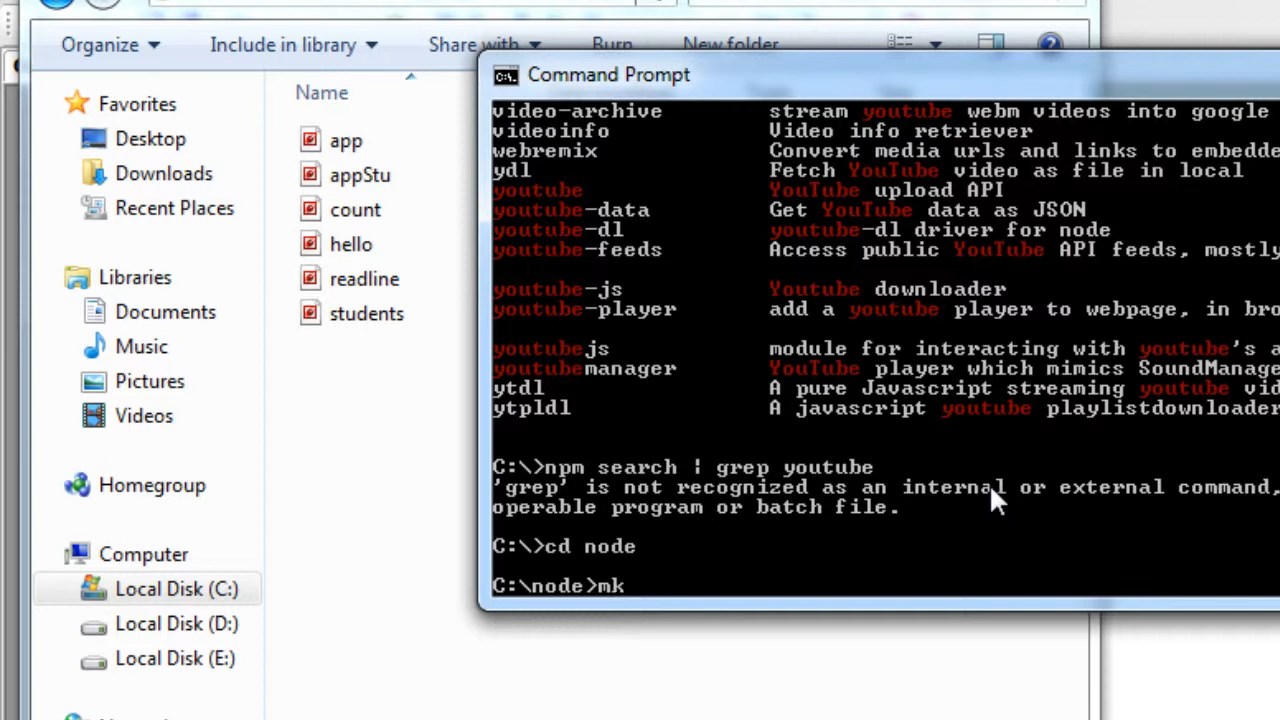 Organize
Include in library
Share with
Burn
New folder
Name
Favorites
Desktop
Downloads
Recent Places
Libraries
Documents
Music
Pictures
Videos
Homegroup
Computer
Local Disk (C:)
Local Disk (D:)
Local Disk (E:)
app
appStu
count
hello
readline
students
C:\.
Command Prompt
video-archive stream youtube webm videos into google
videoinfo Video info retriever
webremix Convert media urls and links to embedde
ydl Fetch YouTube video as file in local
youtube YouTube upload API
youtube-data Get YouTube data as JSON
youtube-dl youtube-dl driver for node
youtube-feeds Access public YouTube API feeds, mostly
youtube-js Youtube downloader
youtube-player add a youtube player to webpage, in bro
youtubejs module for interacting with youtube's a
youtubemanager YouTube player which mimics SoundManage
ytdl A pure Javascript streaming youtube vid
ytpldl A javascript youtube playlistdownloader
C:\>npm search | grep youtube
'grep' is not recognized as an internal or external command,
operable program or batch file.
C:\>cd node
C:\node>mk